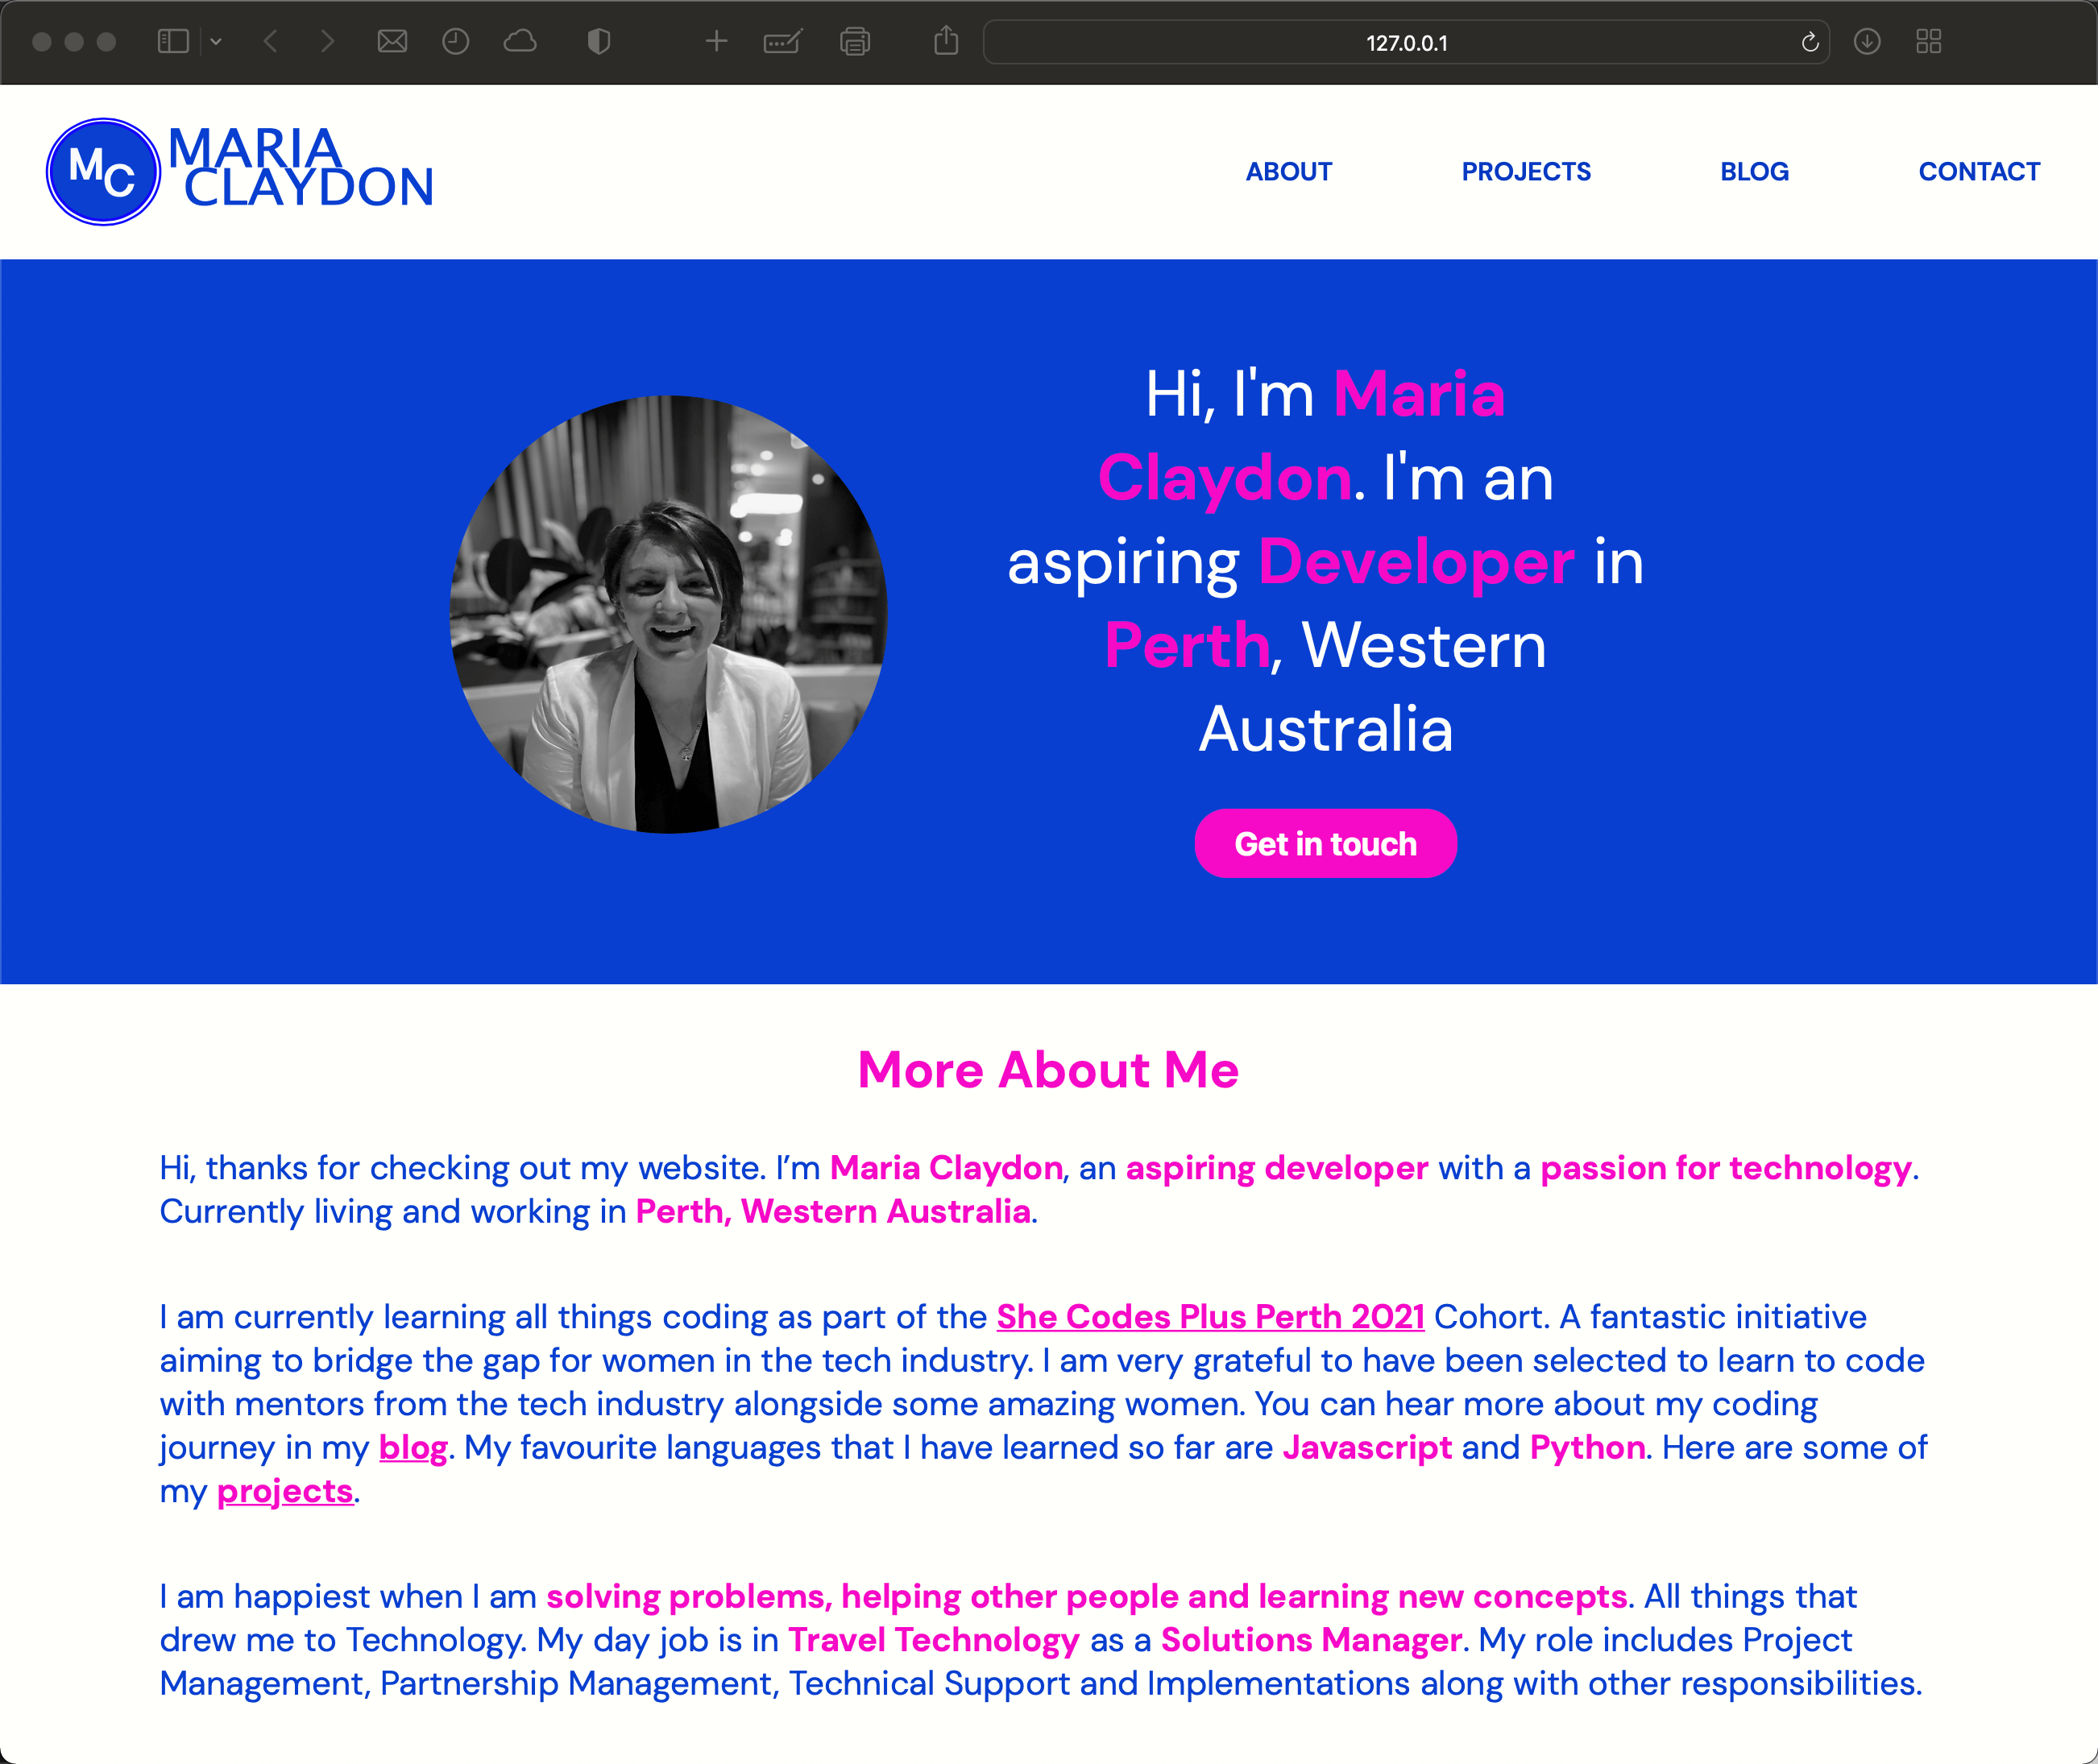 127.0.0.1
MC
MARIA
CLAYDON
ABOUT PROJECTS BLOG CONTACT
Hi, I'm Maria
Claydon. I'm an
aspiring Developer in
Perth, Western
Australia
Get in touch
More About Me
Hi, thanks for checking out my website. I’m Maria Claydon, an aspiring developer with a passion for technology.
Currently living and working in Perth, Western Australia.
I am currently learning all things coding as part of the She Codes Plus Perth 2021 Cohort. A fantastic initiative
aiming to bridge the gap for women in the tech industry. I am very grateful to have been selected to learn to code
with mentors from the tech industry alongside some amazing women. You can hear more about my coding
journey in my blog. My favourite languages that I have learned so far are Javascript and Python. Here are some of
my projects.
I am happiest when I am solving problems, helping other people and learning new concepts. All things that
drew me to Technology. My day job is in Travel Technology as a Solutions Manager. My role includes Project
Management, Partnership Management, Technical Support and Implementations along with other responsibilities.